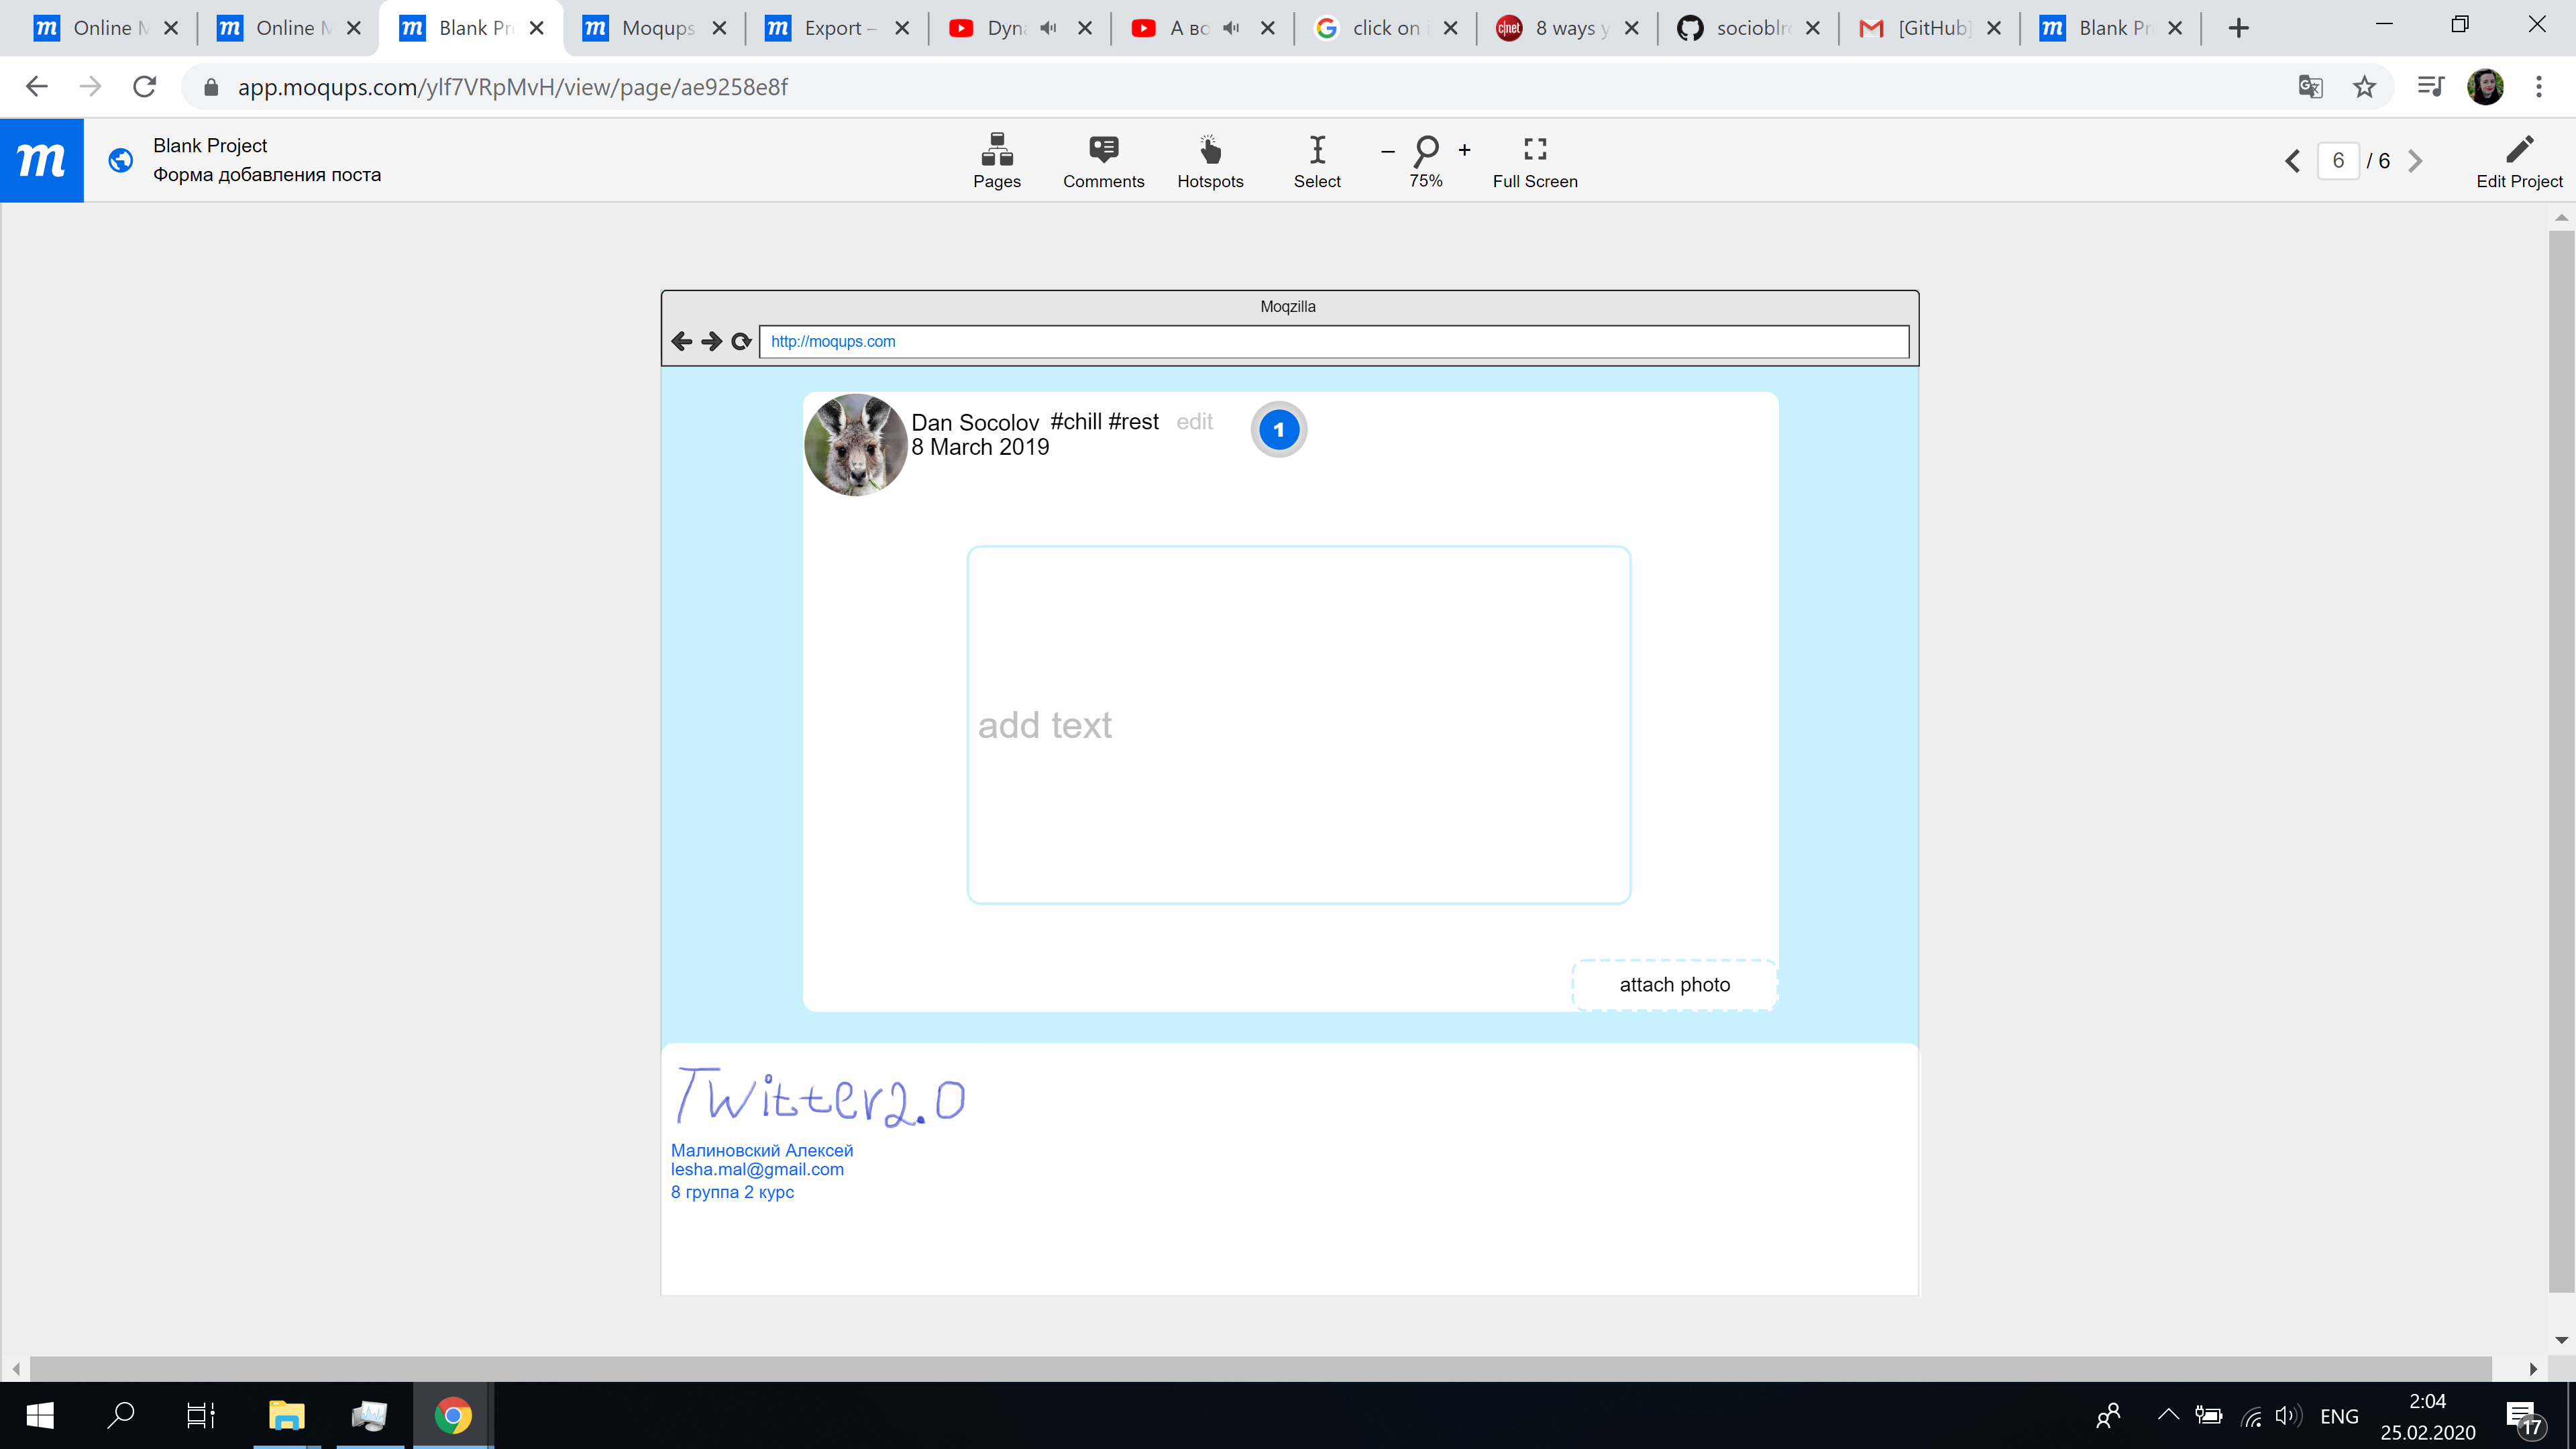 Online M
Online M
Blank Pro
Moqups
Export –
Dyna
А во
click on i
8 ways y
socioblr
[GitHub]
Blank Pr
app.moqups.com/ylf7VRpMvH/view/page/ae9258e8f
m
Blank Project
Форма добавления поста
Pages
Comments
Hotspots
Select
– 75% +
Full Screen
6 / 6
Edit Project
Moqzilla
http://moqups.com
Dan Socolov #chill #rest edit
1
8 March 2019
add text
attach photo
Twitter2.0
Малиновский Алексей
lesha.mal@gmail.com
8 группа 2 курс
ENG
2:04
25.02.2020
17